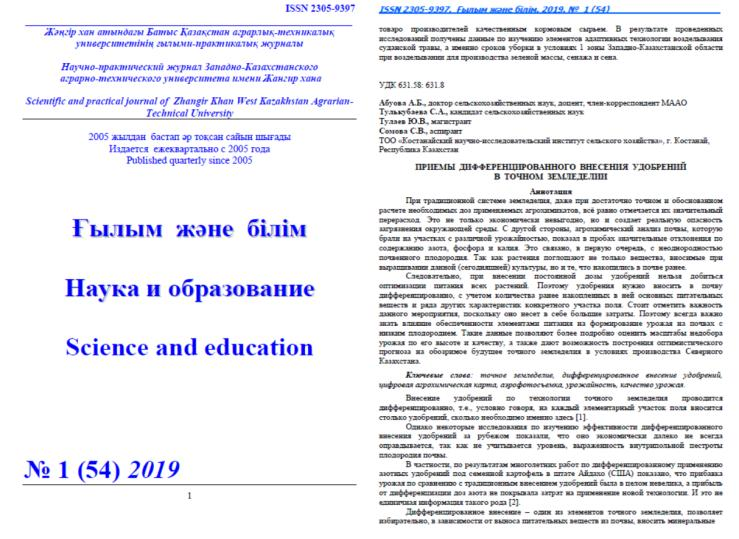 ISSN 2305-9397
Жәңгір хан атындағы Батыс Қазақстан аграрлық-техникалық
университетінің ғылыми-практикалық журналы
Научно-практический журнал Западно-Казахстанского
аграрно-технического университета имени Жангир хана
Scientific and practical journal of Zhangir Khan West Kazakhstan Agrarian-
Technical University
2005 жылдан бастап әр тоқсан сайын шығады
Издается ежеквартально с 2005 года
Published quarterly since 2005
Ғылым және білім
Наука и образование
Science and education
№ 1 (54) 2019
1
ISSN 2305-9397. Ғылым және білім. 2019. № 1 (54)
товаро производителей качественным кормовым сырьем. В результате проведенных
исследований получены данные по изучению элементов адаптивной технологии возделывания
суданской травы, а именно сроков уборки в условиях 1 зоны Западно-Казахстанской области
при возделывании для производства зеленой массы, сенажа и сена.
УДК 631.58: 631.8
Абуова А.Б., доктор сельскохозяйственных наук, доцент, член-корреспондент МААО
Тулькубаева С.А., кандидат сельскохозяйственных наук
Тулаев Ю.В., магистрант
Сомова С.В., аспирант
ТОО «Костанайский научно-исследовательский институт сельского хозяйства», г. Костанай,
Республика Казахстан
ПРИЕМЫ ДИФФЕРЕНЦИРОВАННОГО ВНЕСЕНИЯ УДОБРЕНИЙ
В ТОЧНОМ ЗЕМЛЕДЕЛИИ
Аннотация
При традиционной системе земледелия, даже при достаточно точном и обоснованном
расчете необходимых доз применяемых агрохимикатов, всё равно отмечается их значительный
перерасход. Это не только экономически невыгодно, но и создает реальную опасность
загрязнения окружающей среды. С другой стороны, агрохимический анализ почвы, которую
брали на участках с различной урожайностью, показал в пробах значительные отклонения по
содержанию азота, фосфора и калия. Это связано, в первую очередь, с неоднородностью
почвенного плодородия. Так как растения поглощают не только вещества, вносимые при
выращивании данной (сегодняшней) культуры, но и те, что накопились в почве ранее.
Следовательно, при внесении постоянной дозы удобрений нельзя добиться
оптимизации питания всех растений. Поэтому удобрения нужно вносить в почву
дифференцированно, с учетом количества ранее накопленных в ней основных питательных
веществ и ряда других характеристик конкретного участка поля. Стоит отметить важность
данного мероприятия, поскольку оно несет в себе большие затраты. Поэтому всегда важно
знать влияние обеспеченности элементами питания на формирование урожая на почвах с
низким плодородием. Такие данные позволяют более подробно оценить масштабы недобора
урожая по его высоте и качеству, а также дают возможность построения оптимистического
прогноза на обозримое будущее точного земледелия в условиях производства Северного
Казахстана.
Ключевые слова: точное земледелие, дифференцированное внесение удобрений,
цифровая агрохимическая карта, аэрофотосъемка, урожайность, качество урожая.
Внесение удобрений по технологии точного земледелия проводится
дифференцированно, т.е., условно говоря, на каждый элементарный участок поля вносится
столько удобрений, сколько необходимо именно здесь [1].
Однако некоторые исследования по изучению эффективности дифференцированного
внесения удобрений за рубежом показали, что оно экономически далеко не всегда
оправдывается, так как не учитывается уровень, выраженность внутрипольной пестроты
плодородия почвы.
В частности, по результатам многолетних работ по дифференцированному применению
азотных удобрений под семенной картофель в штате Айдахо (США) показано, что прибавка
урожая по сравнению с традиционным внесением удобрений была в целом невелика, а прибыль
от дифференциации доз азота не покрывала затрат на применение новой технологии. И это не
единичная информация такого рода [2].
Дифференцированное внесение – один из элементов точного земледелия, позволяет
избирательно, в зависимости от выноса питательных веществ из почвы, вносить минеральные